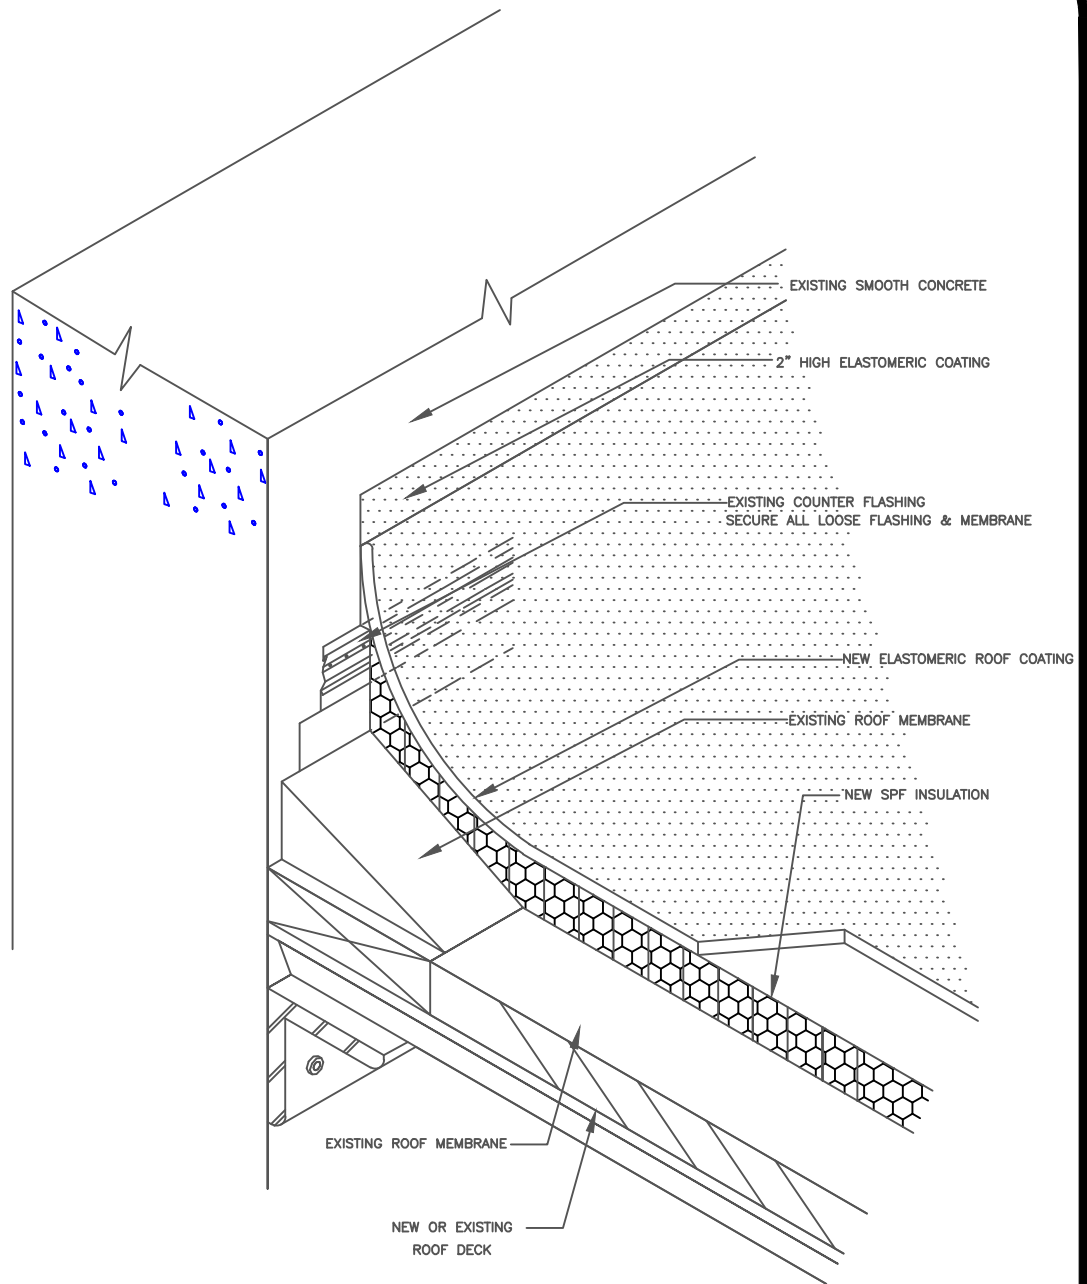 EXISTING SMOOTH CONCRETE
2" HIGH ELASTOMERIC COATING
EXISTING COUNTER FLASHING
SECURE ALL LOOSE FLASHING & MEMBRANE
NEW ELASTOMERIC ROOF COATING
EXISTING ROOF MEMBRANE
NEW SPF INSULATION
EXISTING ROOF MEMBRANE
NEW OR EXISTING
ROOF DECK